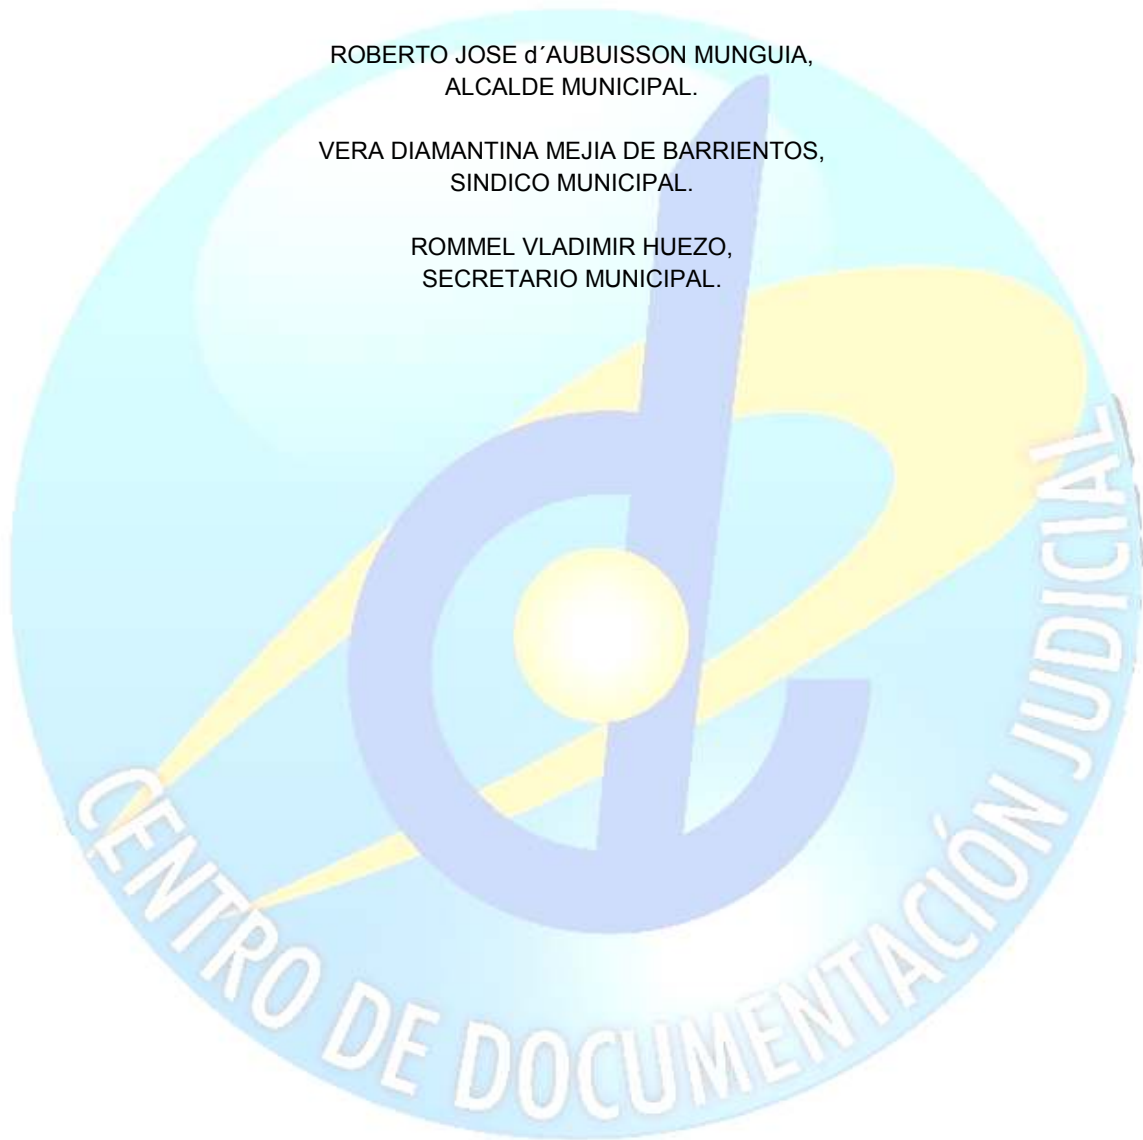 ROBERTO JOSE d´AUBUISSON MUNGUIA,
ALCALDE MUNICIPAL.
VERA DIAMANTINA MEJIA DE BARRIENTOS,
SINDICO MUNICIPAL.
ROMMEL VLADIMIR HUEZO,
SECRETARIO MUNICIPAL.
CENTRO DE DOCUMENTACIÓN JUDICIAL